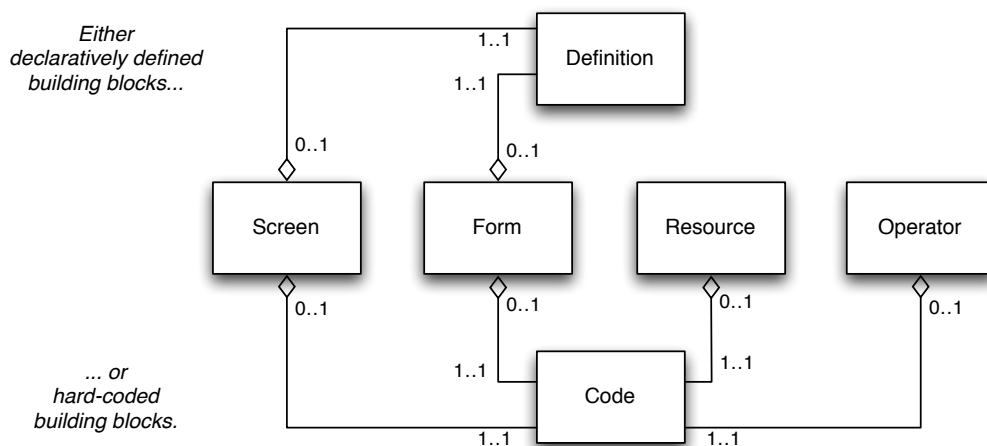 Either
declaratively defined
building blocks...
1..1
Definition
1..1
0..1
0..1
Screen
Form
Resource
Operator
0..1
0..1
0..1
0..1
1..1
1..1
Code
... or
hard-coded
building blocks.
1..1
1..1